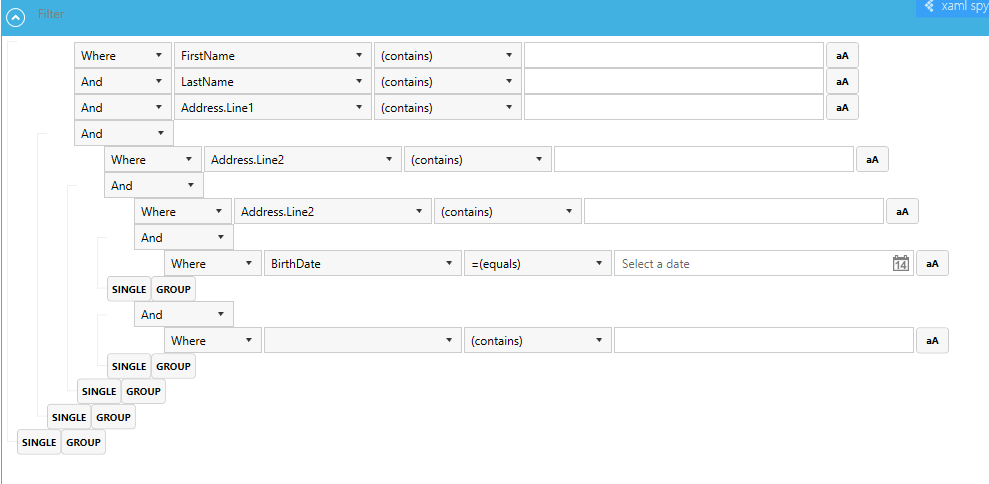 Filter xaml spy
Where FirstName (contains) aA
And LastName (contains) aA
And Address.Line1 (contains) aA
And
Where Address.Line2 (contains) aA
And
Where Address.Line2 (contains) aA
And
Where BirthDate =(equals) Select a date 14 aA
SINGLE GROUP
And
Where (contains) aA
SINGLE GROUP
SINGLE GROUP
SINGLE GROUP
SINGLE GROUP